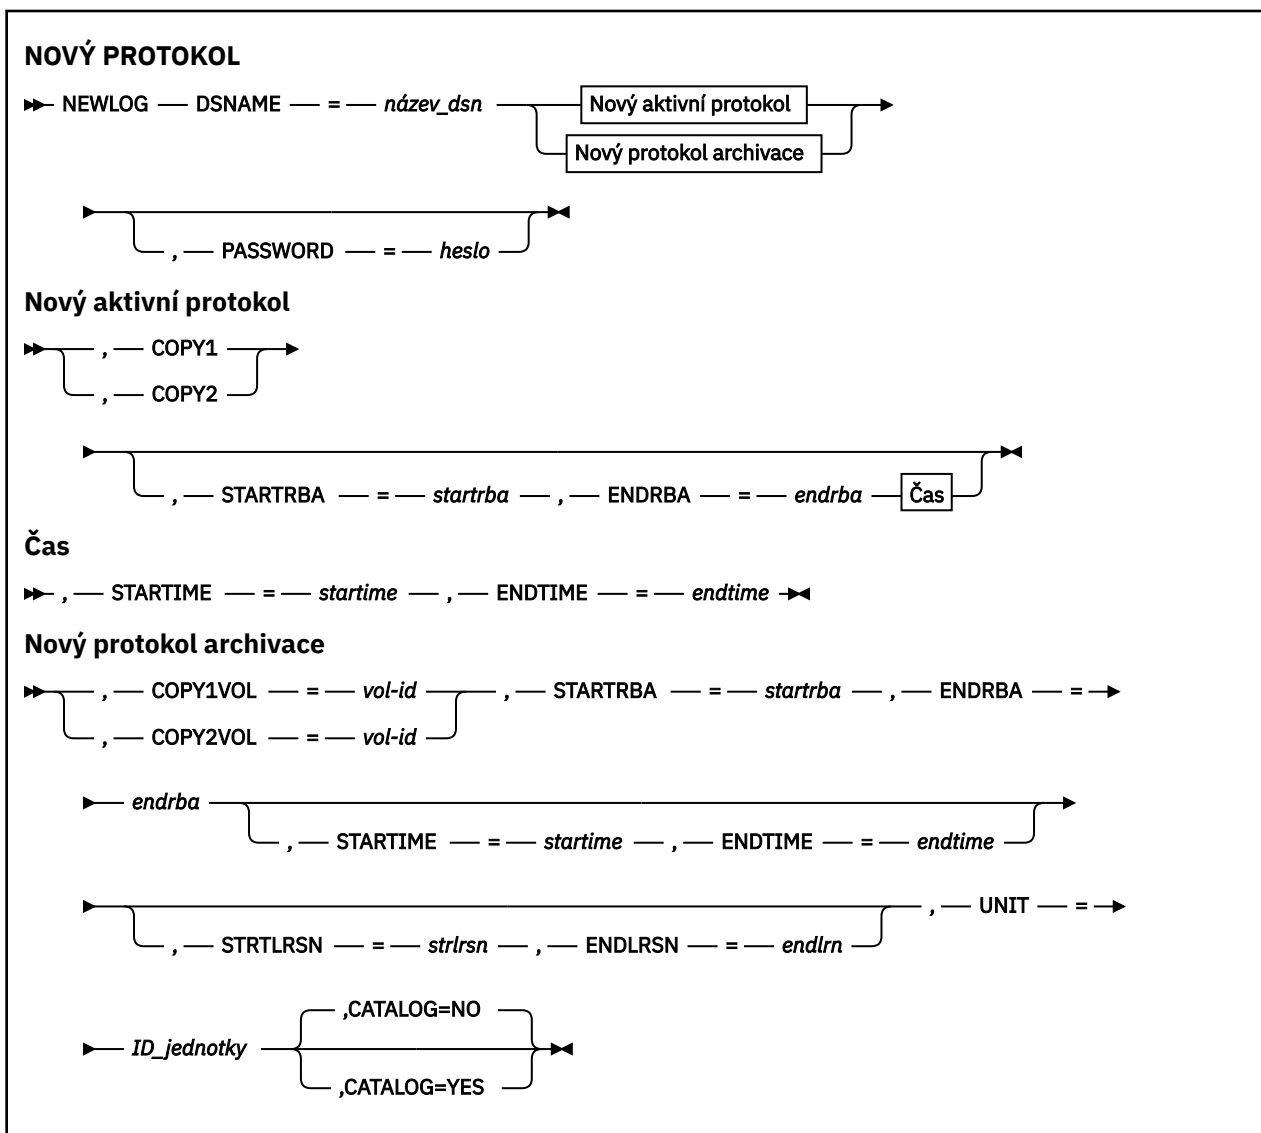 NOVÝ PROTOKOL
NEWLOG DSNAME = název_dsn Nový aktivní protokol
Nový protokol archivace
, PASSWORD = heslo
Nový aktivní protokol
, COPY1
, COPY2
, STARTRBA = startrba , ENDRBA = endrba Čas
Čas
, STARTIME = startime , ENDTIME = endtime
Nový protokol archivace
, COPY1VOL = vol-id , STARTRBA = startrba , ENDRBA =
, COPY2VOL = vol-id
endrba
, STARTIME = startime , ENDTIME = endtime
, UNIT =
, STRTLRSN = strlrsn , ENDLRSN = endlrn
,CATALOG=NO
ID_jednotky
,CATALOG=YES